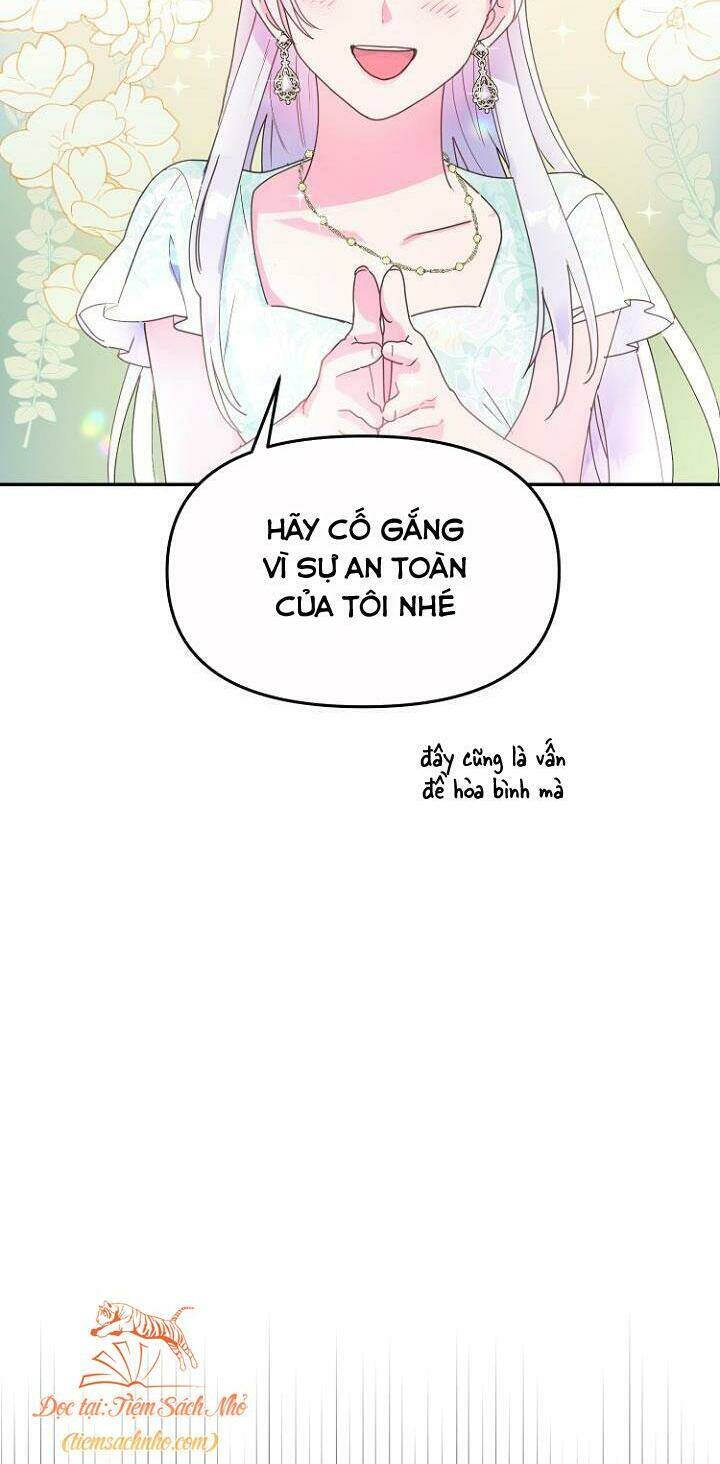 HÃY CỐ GẮNG
VÌ SỰ AN TOÀN
CỦA TÔI NHÉ
đây cũng là vấn
đề hòa bình mà
Đọc tại: Tiệm Sách Nhỏ
(tiemsachnho.com)